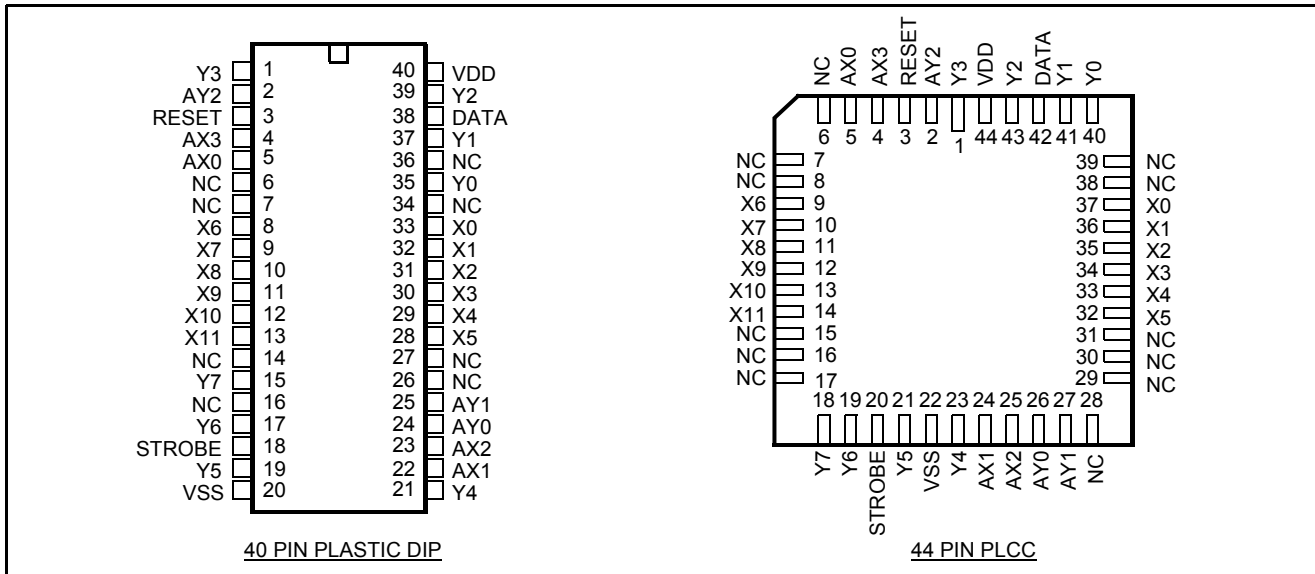 Y3 1 40 VDD
AY2 2 39 Y2
RESET 3 38 DATA
AX3 4 37 Y1
AX0 5 36 NC
NC 6 35 Y0
NC 7 34 NC
X6 8 33 X0
X7 9 32 X1
X8 10 31 X2
X9 11 30 X3
X10 12 29 X4
X11 13 28 X5
NC 14 27 NC
Y7 15 26 NC
NC 16 25 AY1
Y6 17 24 AY0
STROBE 18 23 AX2
Y5 19 22 AX1
VSS 20 21 Y4
40 PIN PLASTIC DIP
NC AX0 AX3 RESET AY2 Y3 VDD Y2 DATA Y1 Y0
6 5 4 3 2 1 44 43 42 41 40
NC 7 39 NC
NC 8 38 NC
X6 9 37 X0
X7 10 36 X1
X8 11 35 X2
X9 12 34 X3
X10 13 33 X4
X11 14 32 X5
NC 15 31 NC
NC 16 30 NC
NC 17 29 NC
18 19 20 21 22 23 24 25 26 27 28
Y7 Y6 STROBE Y5 VSS Y4 AX1 AX2 AY0 AY1 NC
44 PIN PLCC